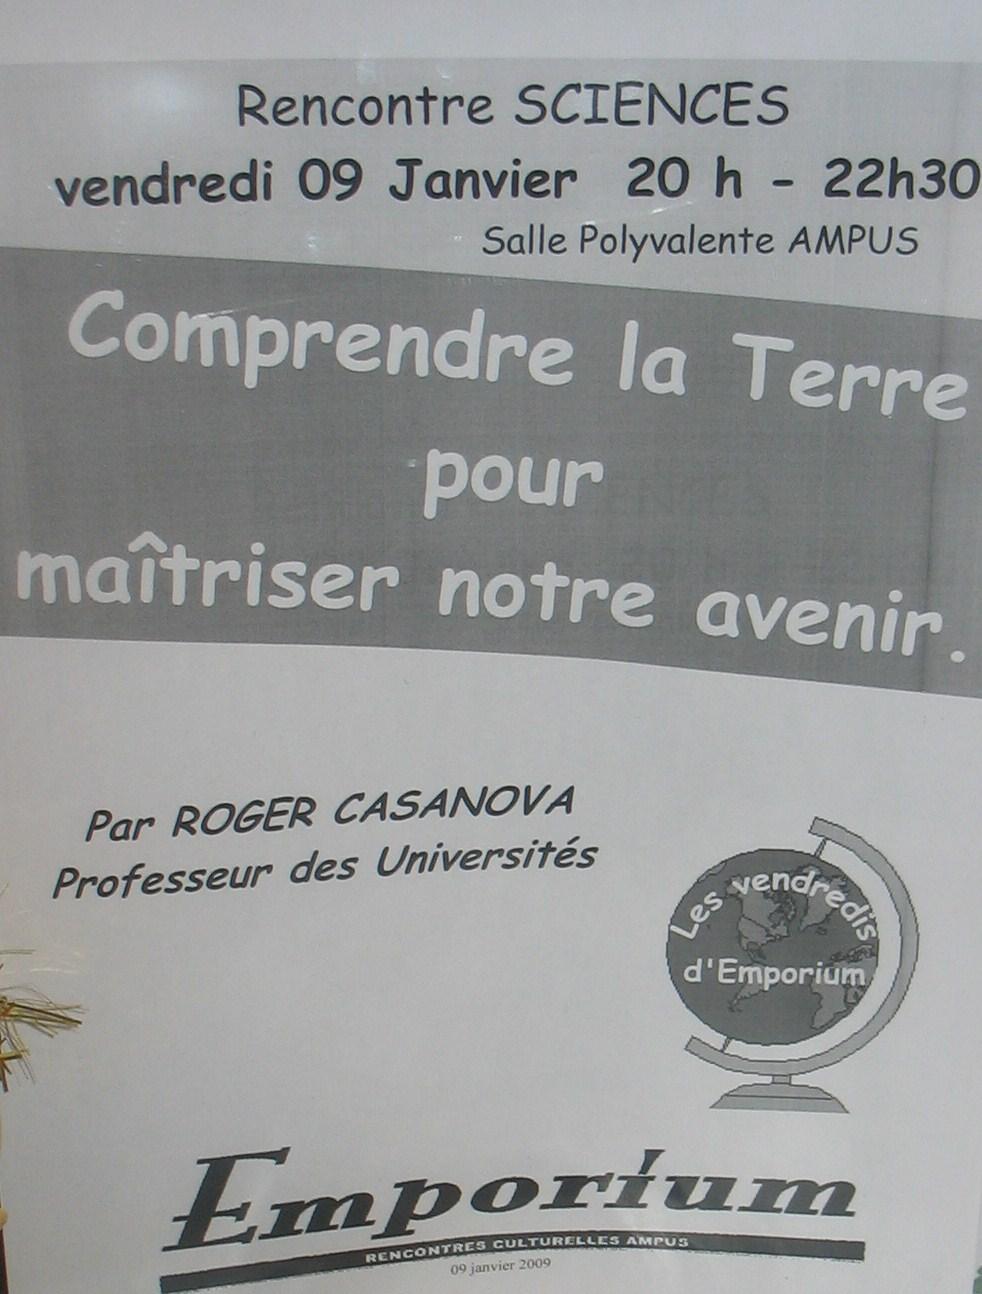 Rencontre SCIENCES
vendredi 09 Janvier 20 h - 22h30
Salle Polyvalente AMPUS
Comprendre la Terre
pour
maîtriser notre avenir.
Par ROGER CASANOVA
Professeur des Universités
Les vendredis
d'Emporium
Emporium
RENCONTRES CULTURELLES AMPUS
09 janvier 2009